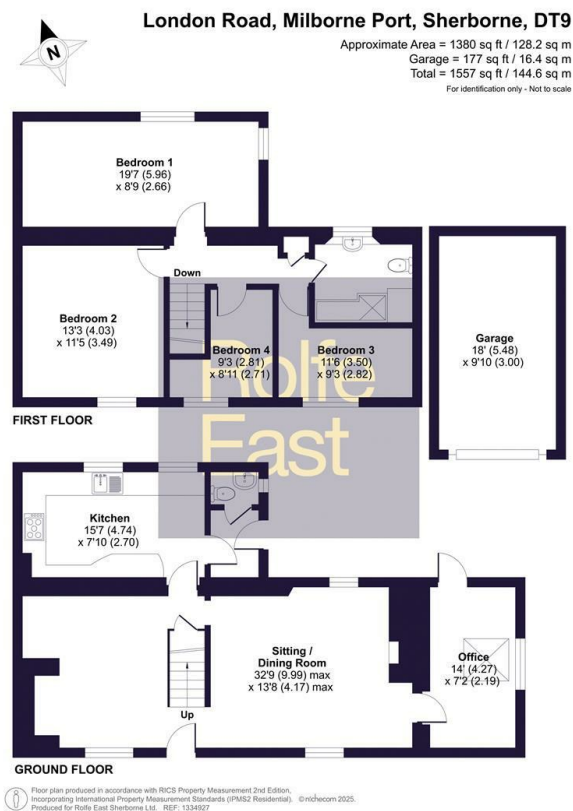 London Road, Milborne Port, Sherborne, DT9
Approximate Area = 1380 sq ft / 128.2 sq m
Garage = 177 sq ft / 16.4 sq m
Total = 1557 sq ft / 144.6 sq m
For identification only - Not to scale
N
Bedroom 1
19'7 (5.96)
x 8'9 (2.66)
Down
Bedroom 2
13'3 (4.03)
x 11'5 (3.49)
Bedroom 4
9'3 (2.81)
x 8'11 (2.71)
Bedroom 3
11'6 (3.50)
x 9'3 (2.82)
Garage
18' (5.48)
x 9'10 (3.00)
FIRST FLOOR
Rolfe
East
Kitchen
15'7 (4.74)
x 7'10 (2.70)
Sitting /
Dining Room
32'9 (9.99) max
x 13'8 (4.17) max
Office
14' (4.27)
x 7'2 (2.19)
Up
GROUND FLOOR
Floor plan produced in accordance with RICS Property Measurement 2nd Edition,
Incorporating International Property Measurement Standards (IPMS2 Residential). ©nichecom 2025.
Produced for Rolfe East Sherborne Ltd. REF: 1334927